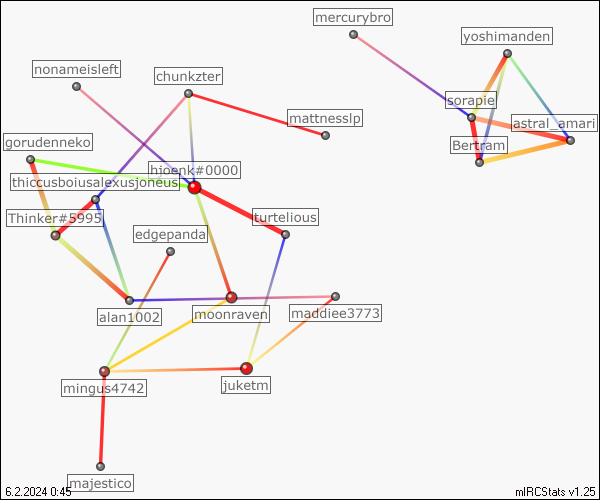 mercurybro
yoshimanden
nonameisleft
chunkzter
sorapie
mattnesslp
astral_amari
gorudenneko
Bertram
hjoenk#0000
thiccusboiusalexusjoneus
Thinker#5995
turtelious
edgepanda
alan1002
moonraven
maddiee3773
mingus4742
juketm
majestico
6.2.2024 0:45
mIRCStats v1.25